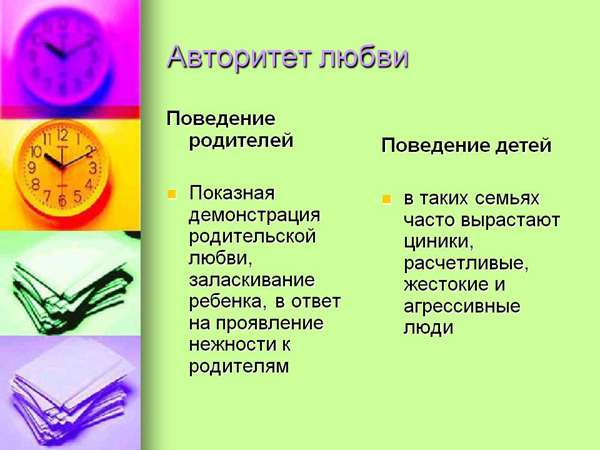 Авторитет любви
Поведение
родителей
Показная
демонстрация
родительской
любви,
заласкивание
ребенка, в ответ
на проявление
нежности к
родителям
Поведение детей
в таких семьях
часто вырастают
циники,
расчетливые,
жестокие и
агрессивные
люди